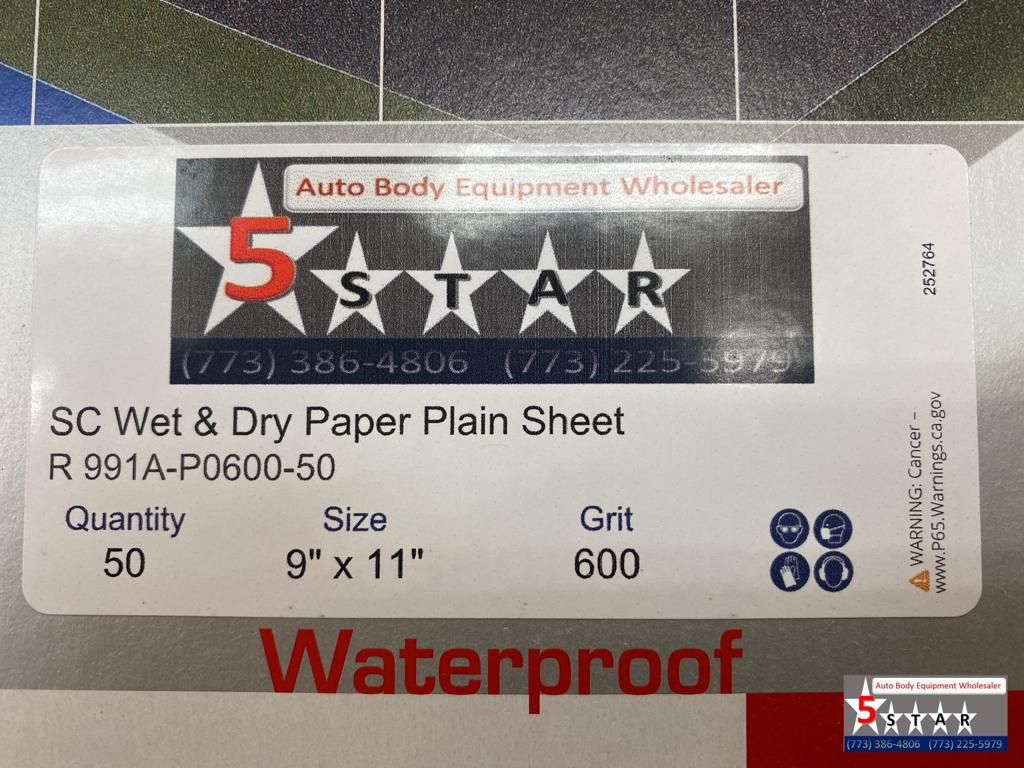 Auto Body Equipment Wholesaler
5 STAR
(773) 386-4806 (773) 225-5979
252764
SC Wet & Dry Paper Plain Sheet
R 991A-P0600-50
Quantity Size Grit
50 9" x 11" 600
WARNING: Cancer –
www.P65.Warnings.ca.gov
Waterproof
Auto Body Equipment Wholesaler
5 STAR
(773) 386-4806 (773) 225-5979